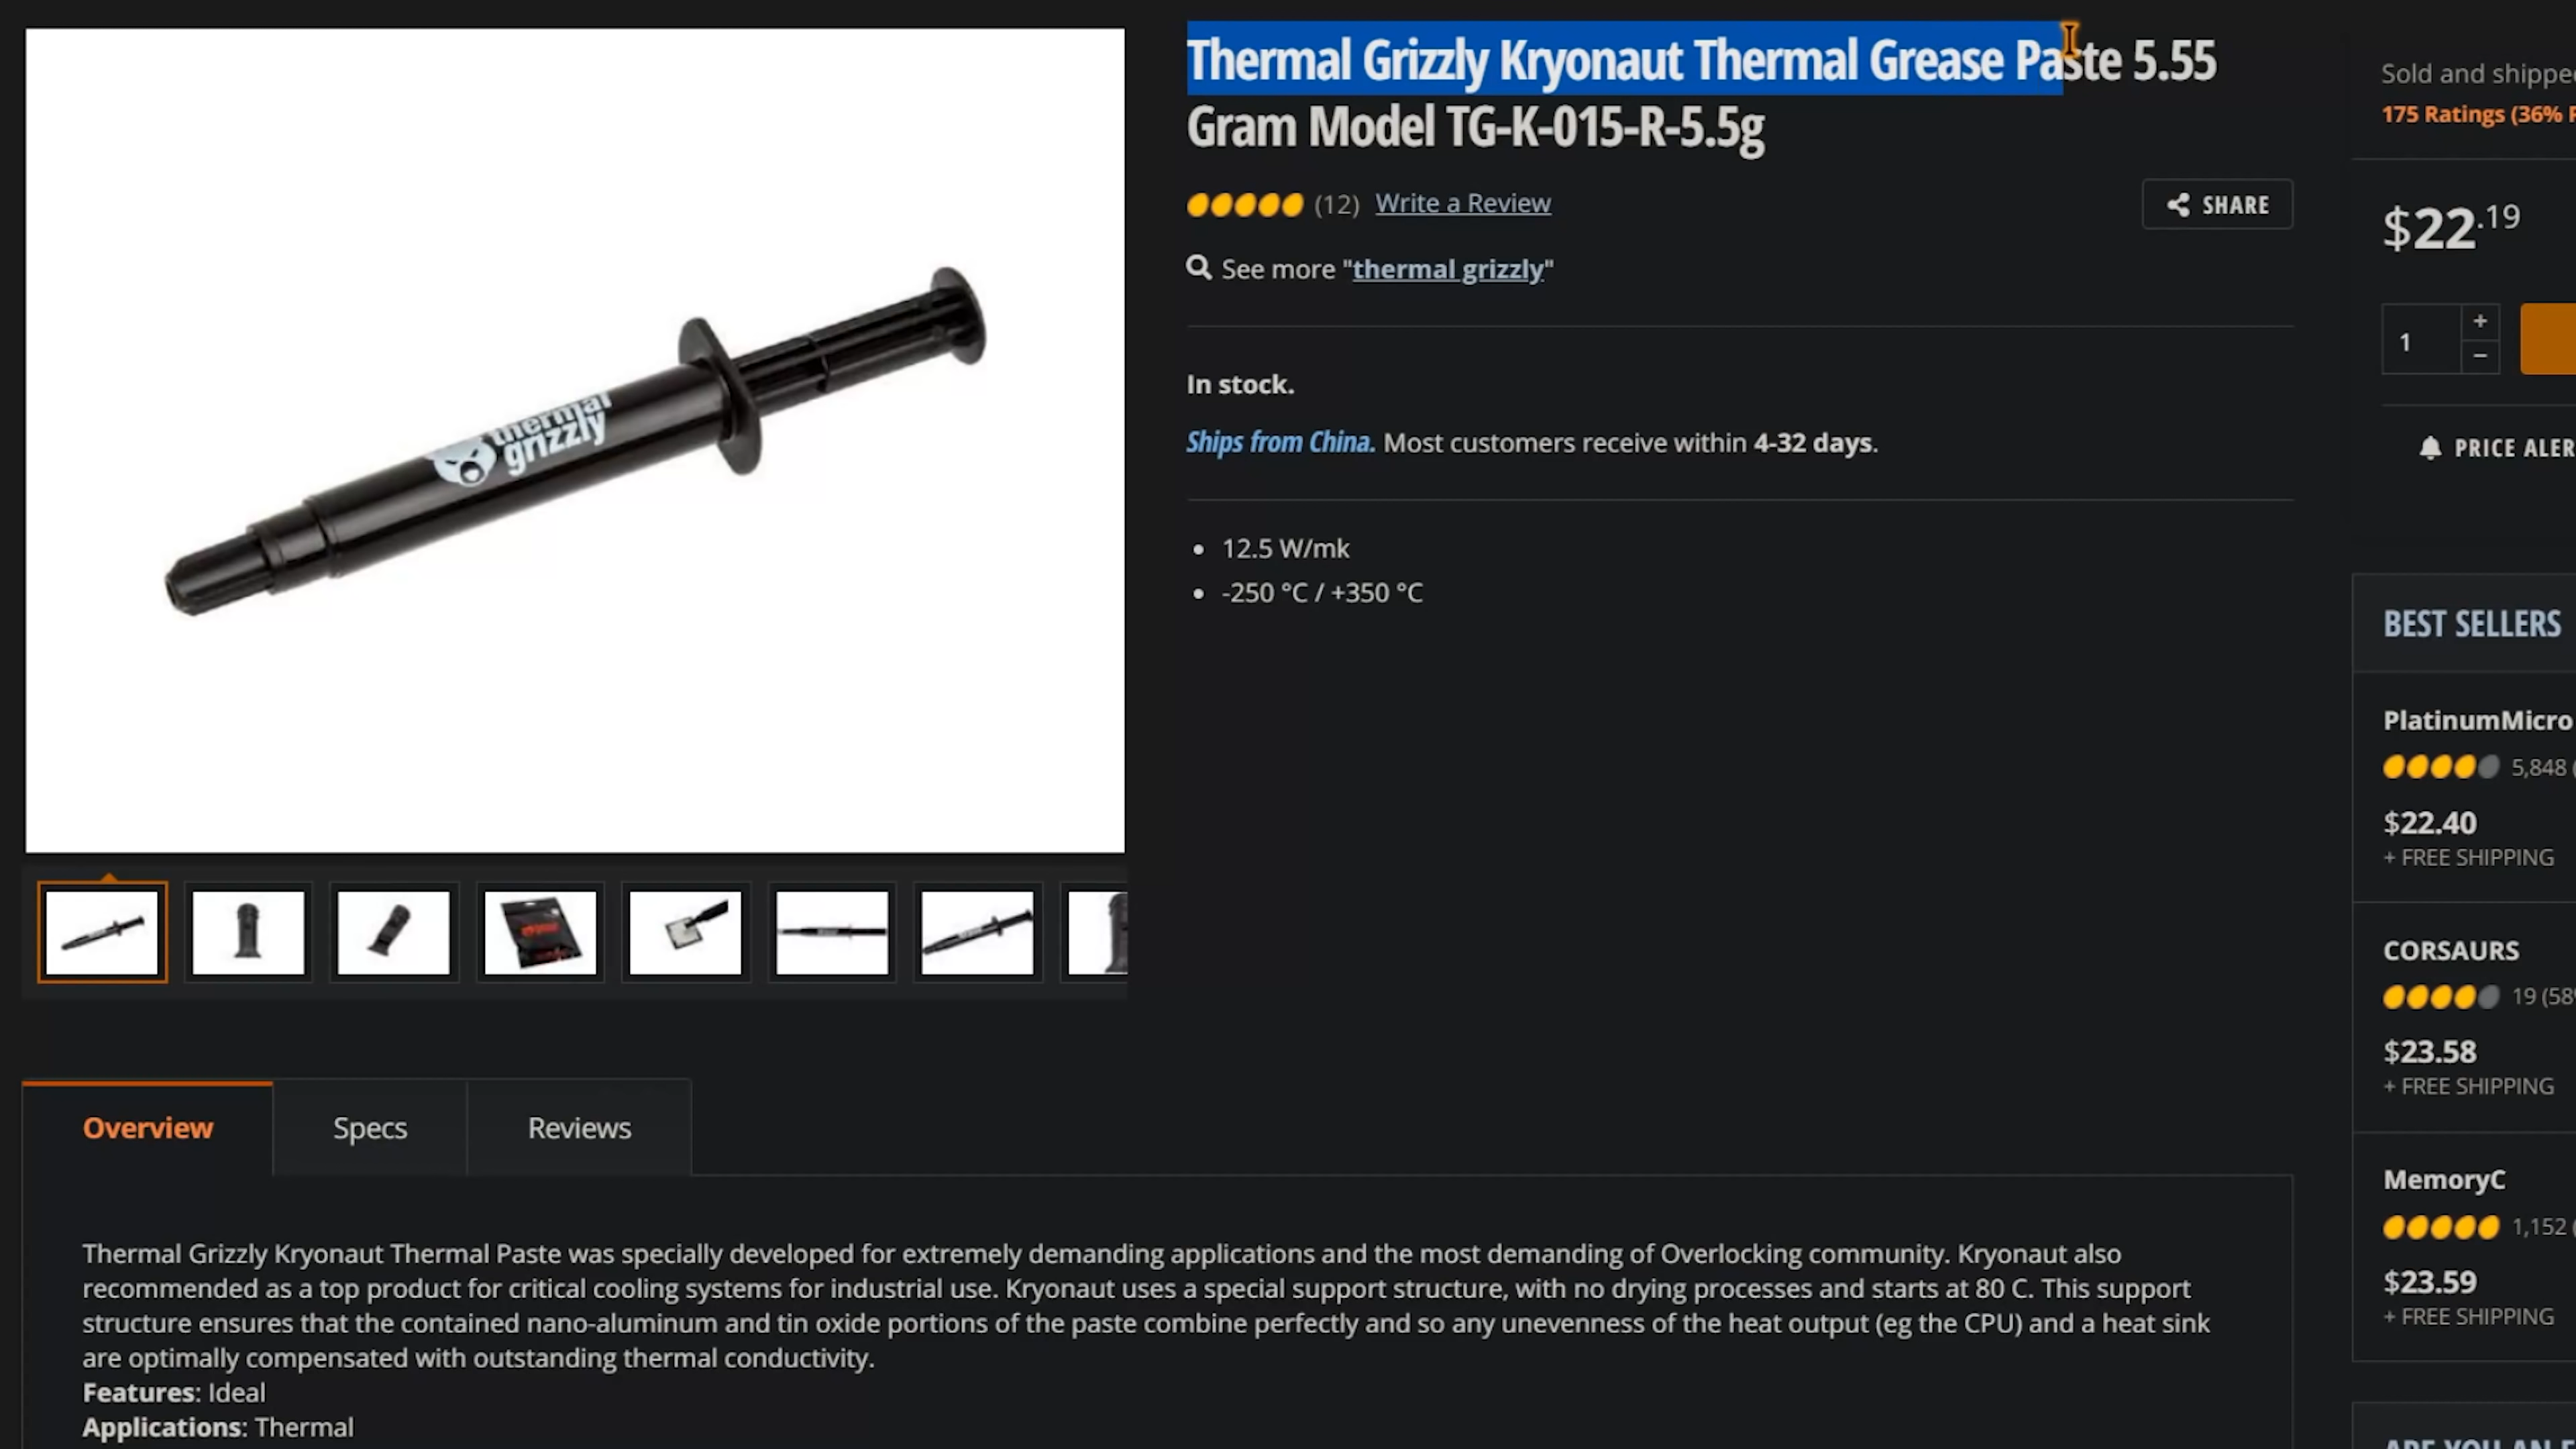 thermal
grizzly
Thermal Grizzly Kryonaut Thermal Grease Paste 5.55
Gram Model TG-K-015-R-5.5g
(12) Write a Review
SHARE
See more "thermal grizzly"
In stock.
Ships from China. Most customers receive within 4-32 days.
• 12.5 W/mk
• -250 °C / +350 °C
Sold and shippe
175 Ratings (36%
$22.19
1
+
−
PRICE ALER
BEST SELLERS
PlatinumMicro
5,848 (
$22.40
+ FREE SHIPPING
CORSAURS
19 (58
$23.58
+ FREE SHIPPING
MemoryC
1,152 (
$23.59
+ FREE SHIPPING
Overview
Specs
Reviews
Thermal Grizzly Kryonaut Thermal Paste was specially developed for extremely demanding applications and the most demanding of Overlocking community. Kryonaut also
recommended as a top product for critical cooling systems for industrial use. Kryonaut uses a special support structure, with no drying processes and starts at 80 C. This support
structure ensures that the contained nano-aluminum and tin oxide portions of the paste combine perfectly and so any unevenness of the heat output (eg the CPU) and a heat sink
are optimally compensated with outstanding thermal conductivity.
Features: Ideal
Applications: Thermal